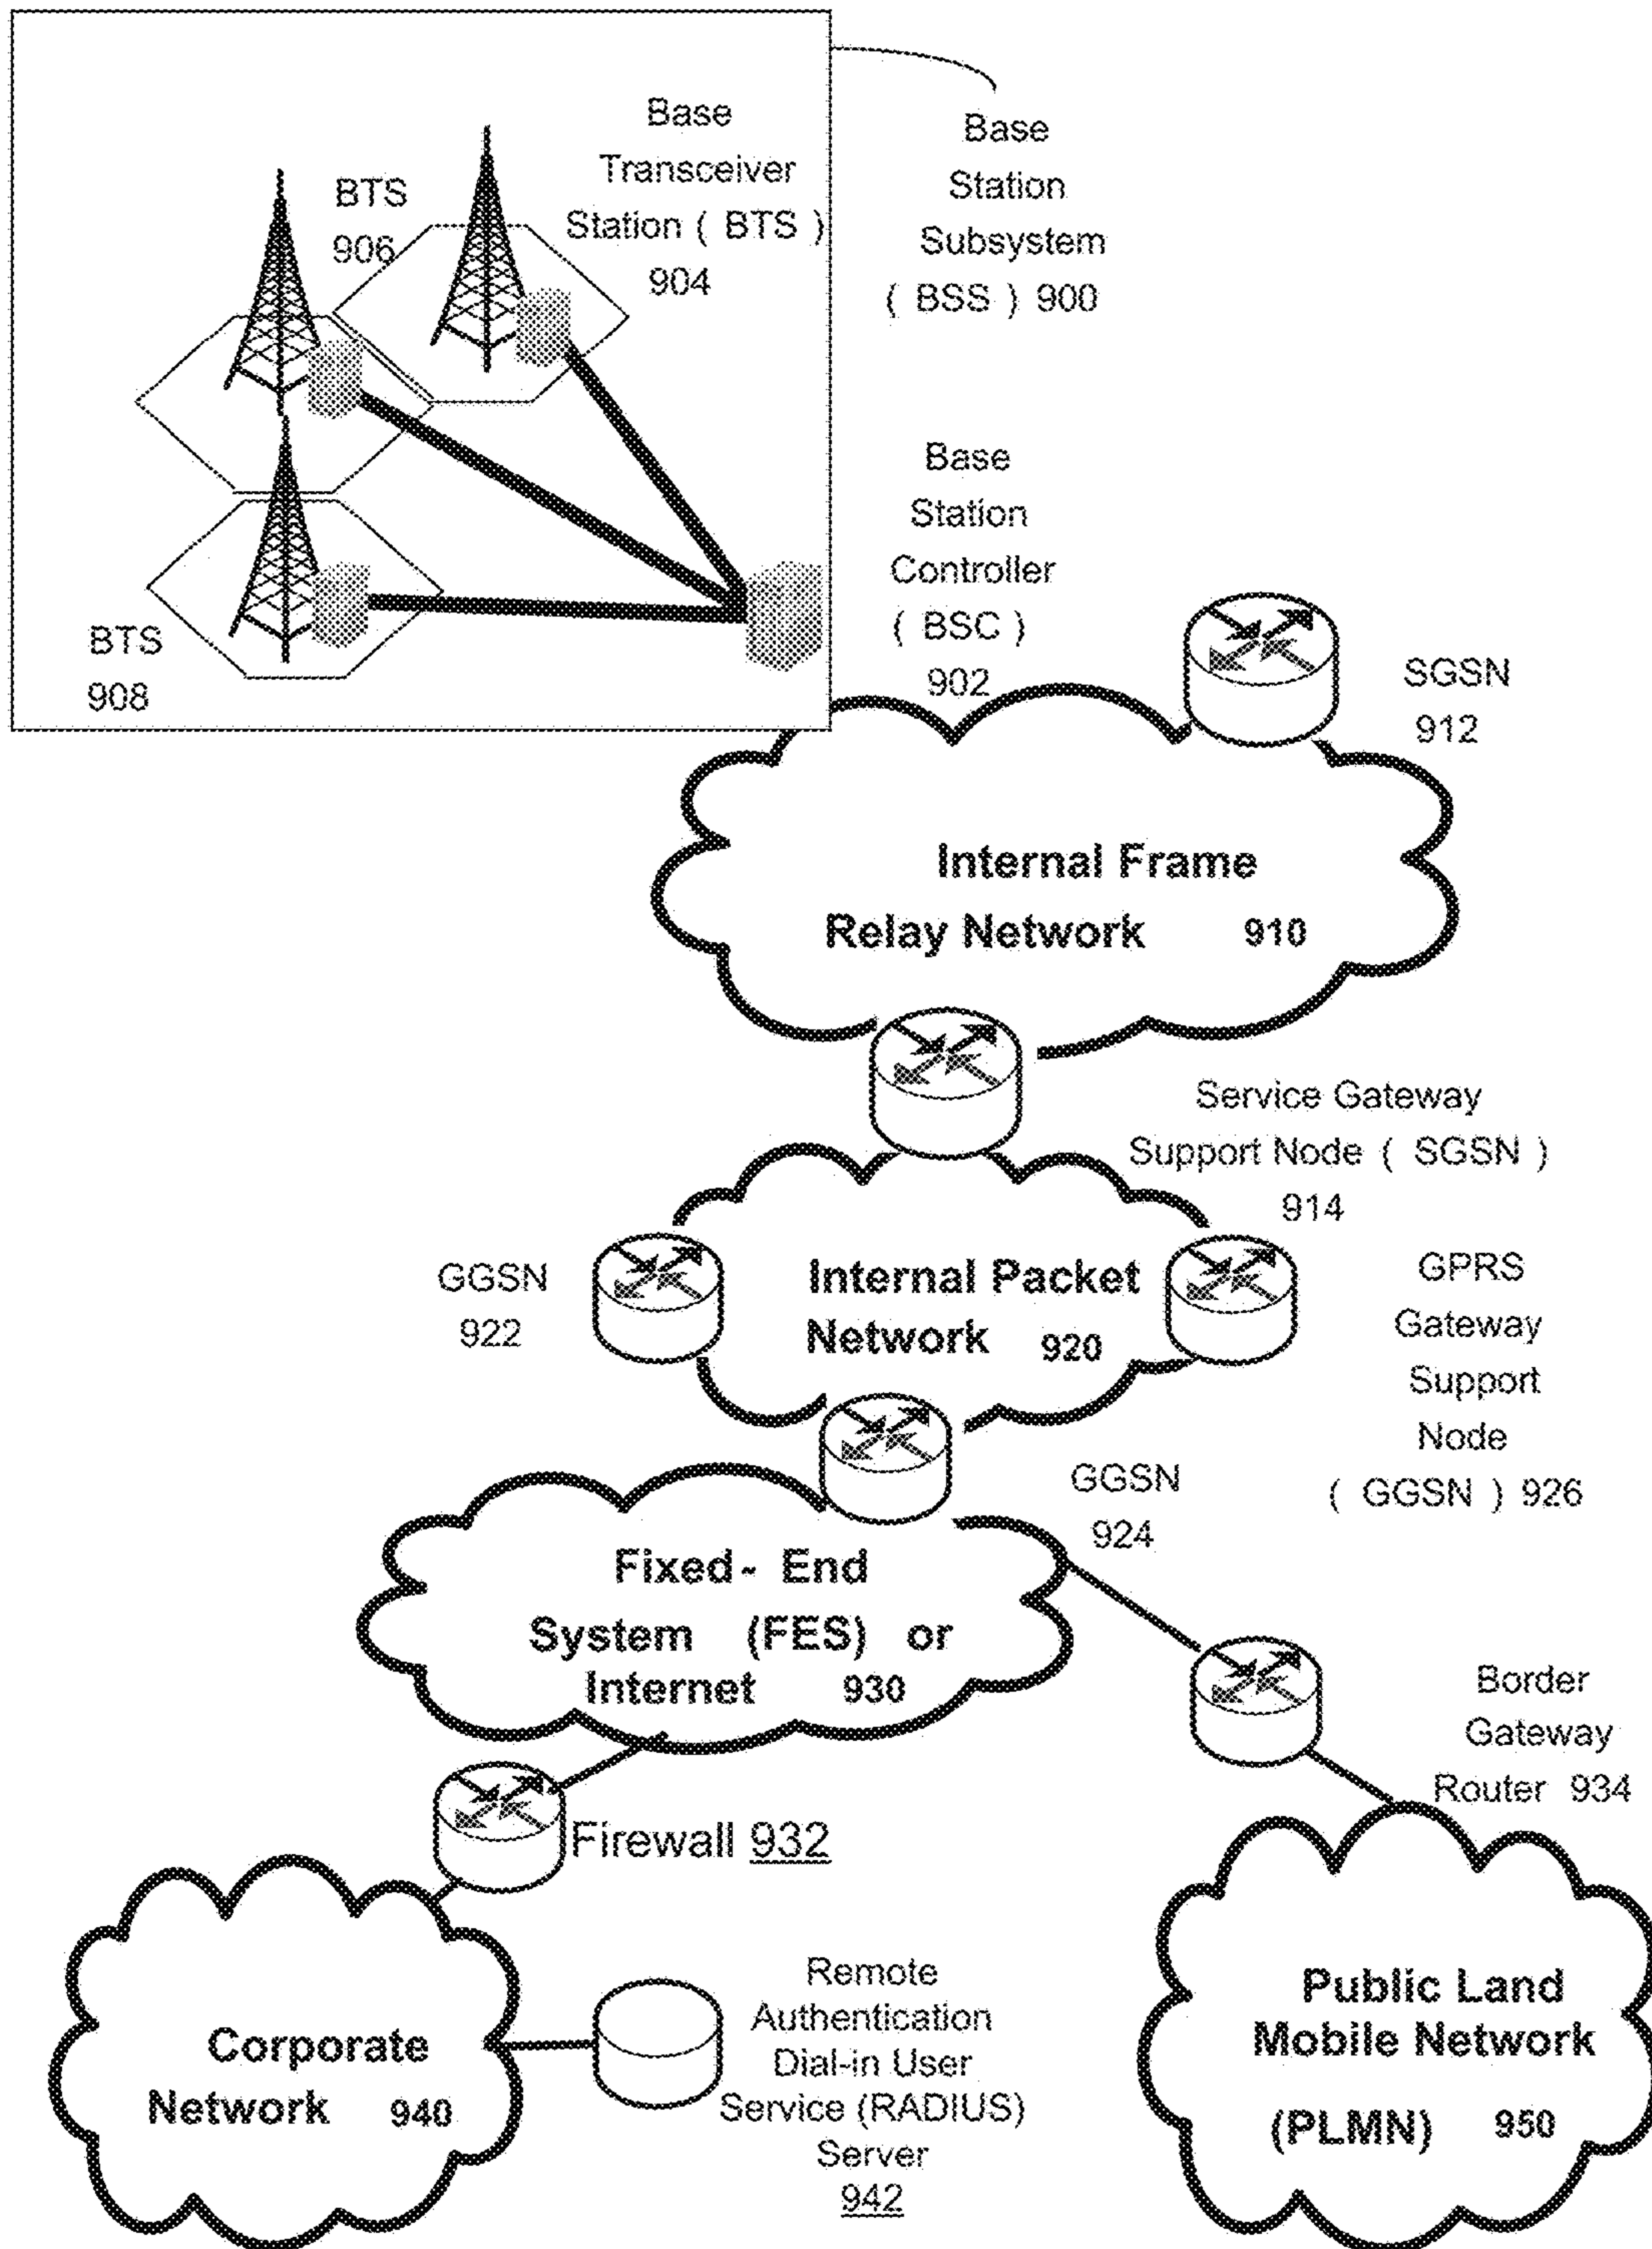 Base
Transceiver
Station ( BTS )
904
BTS
906
BTS
908
Base
Station
Subsystem
( BSS ) 900
Base
Station
Controller
( BSC )
902
SGSN
912
Internal Frame
Relay Network 910
Service Gateway
Support Node ( SGSN )
914
GGSN
922
Internal Packet
Network 920
GPRS
Gateway
Support
Node
( GGSN ) 926
GGSN
924
Fixed- End
System (FES) or
Internet 930
Border
Gateway
Router 934
Firewall 932
Corporate
Network 940
Remote
Authentication
Dial-in User
Service (RADIUS)
Server
942
Public Land
Mobile Network
(PLMN) 950